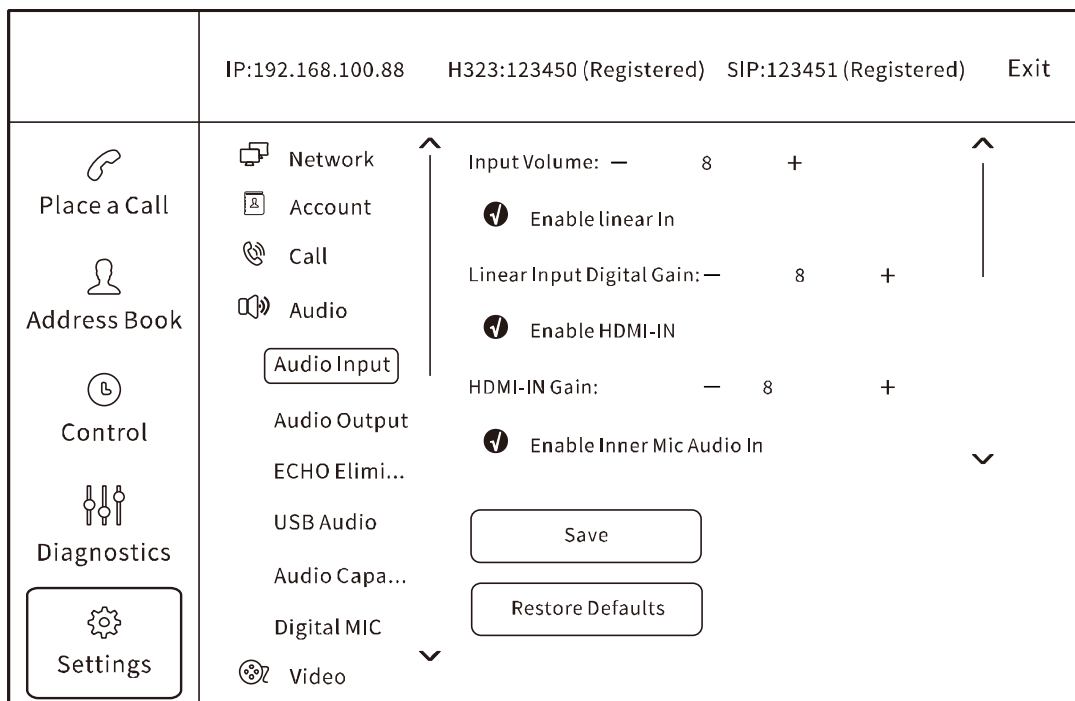 IP:192.168.100.88 H323:123450 (Registered) SIP:123451 (Registered) Exit
Place a Call
Address Book
Control
Diagnostics
Settings
Network
Account
Call
Audio
Audio Input
Audio Output
ECHO Elimi...
USB Audio
Audio Capa...
Digital MIC
Video
Input Volume: — 8 +
√ Enable linear In
Linear Input Digital Gain: — 8 +
√ Enable HDMI-IN
HDMI-IN Gain: — 8 +
√ Enable Inner Mic Audio In
Save
Restore Defaults